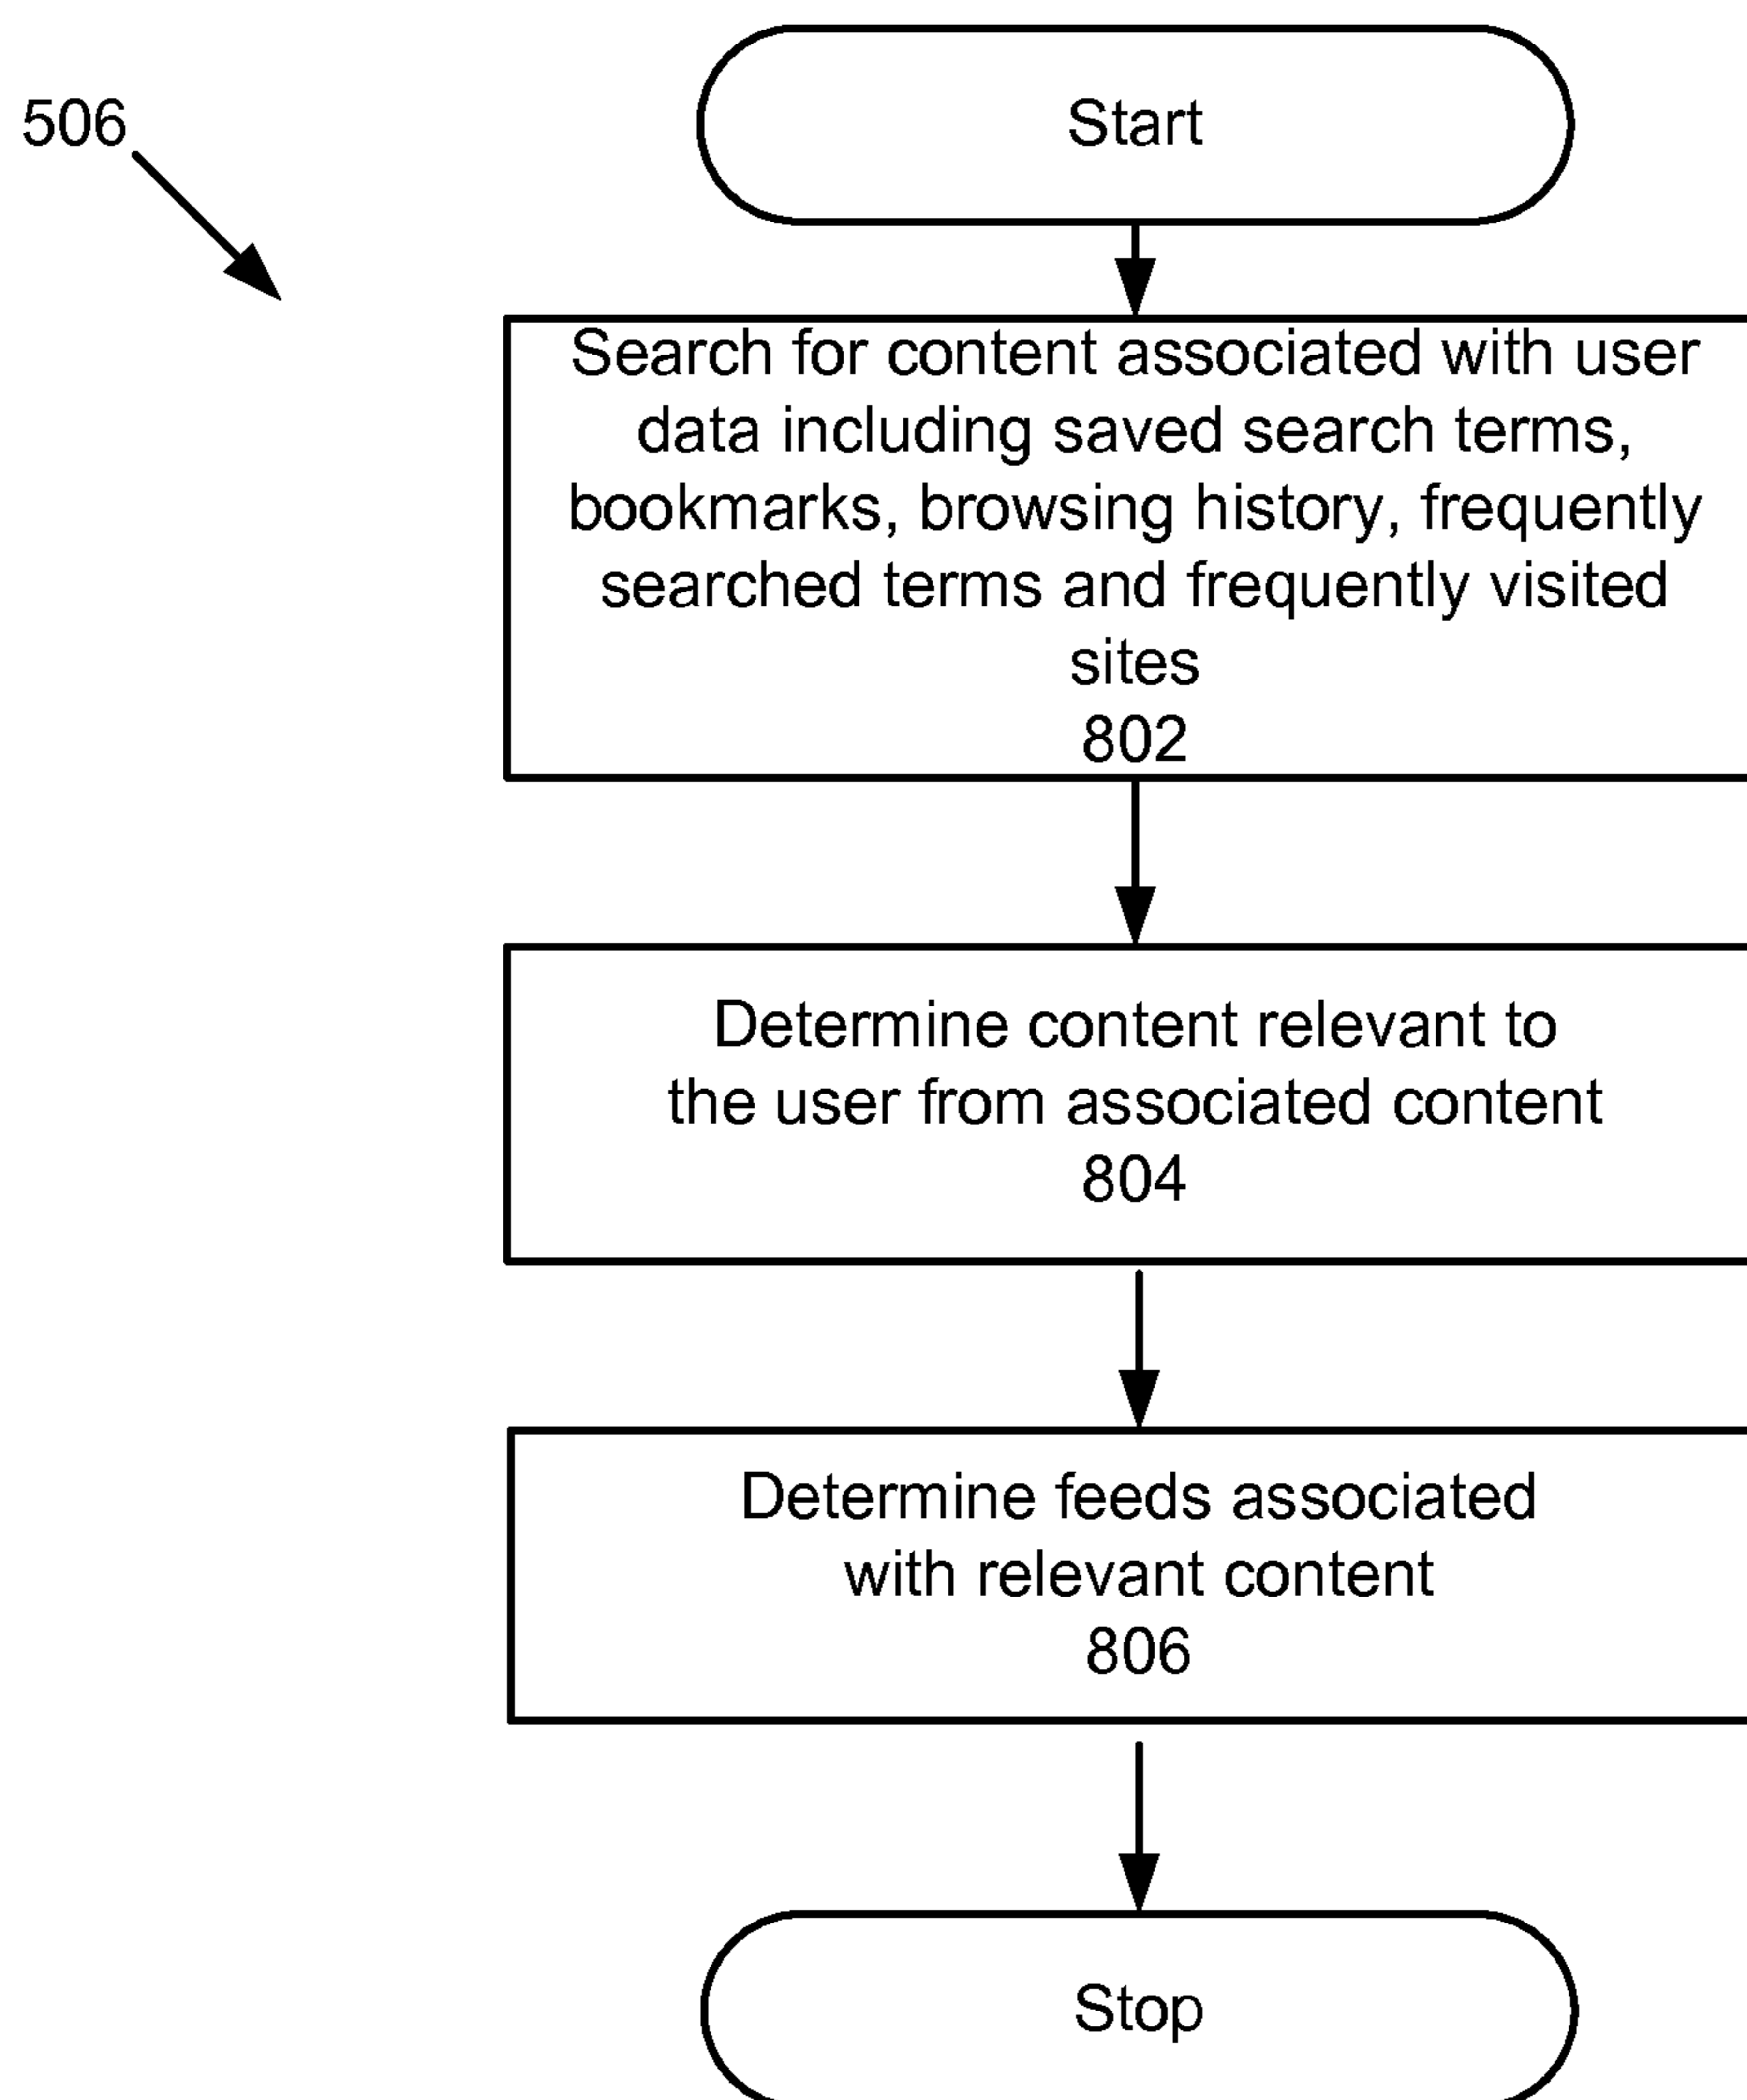 506
Start
Search for content associated with user
data including saved search terms,
bookmarks, browsing history, frequently
searched terms and frequently visited
sites
802
Determine content relevant to
the user from associated content
804
Determine feeds associated
with relevant content
806
Stop